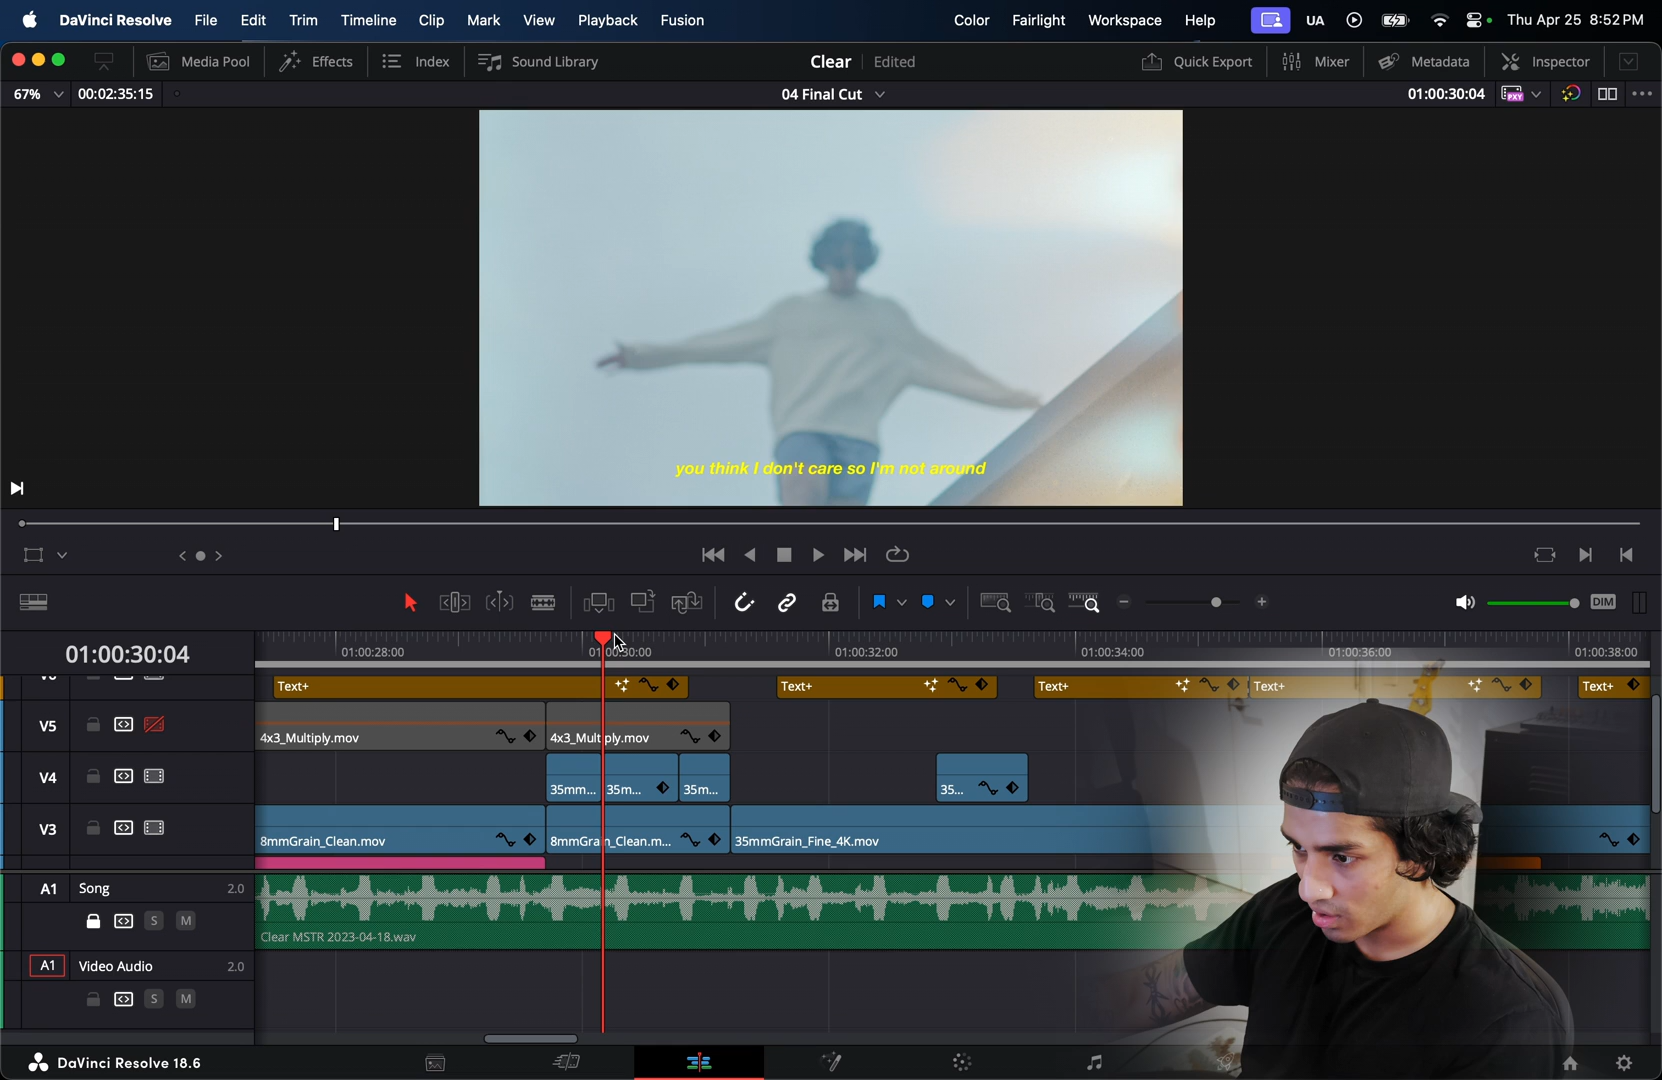 DaVinci Resolve File Edit Trim Timeline Clip Mark View Playback Fusion Color Fairlight Workspace Help UA Thu Apr 25 8:52 PM
Media Pool Effects Index Sound Library Clear Edited Quick Export Mixer Metadata Inspector
67% 00:02:35:15 04 Final Cut 01:00:30:04 PXY
you think I don't care so I'm not around
DIM
01:00:30:04 01:00:28:00 01:00:30:00 01:00:32:00 01:00:34:00 01:00:36:00 01:00:38:00
Text+ Text+ Text+ Text+ Text+
V5 4x3_Multiply.mov 4x3_Multiply.mov
V4 35mm... 35m... 35m... 35...
V3 8mmGrain_Clean.mov 8mmGrain_Clean.m... 35mmGrain_Fine_4K.mov
A1 Song 2.0
S M
Clear MSTR 2023-04-18.wav
A1 Video Audio 2.0
S M
DaVinci Resolve 18.6